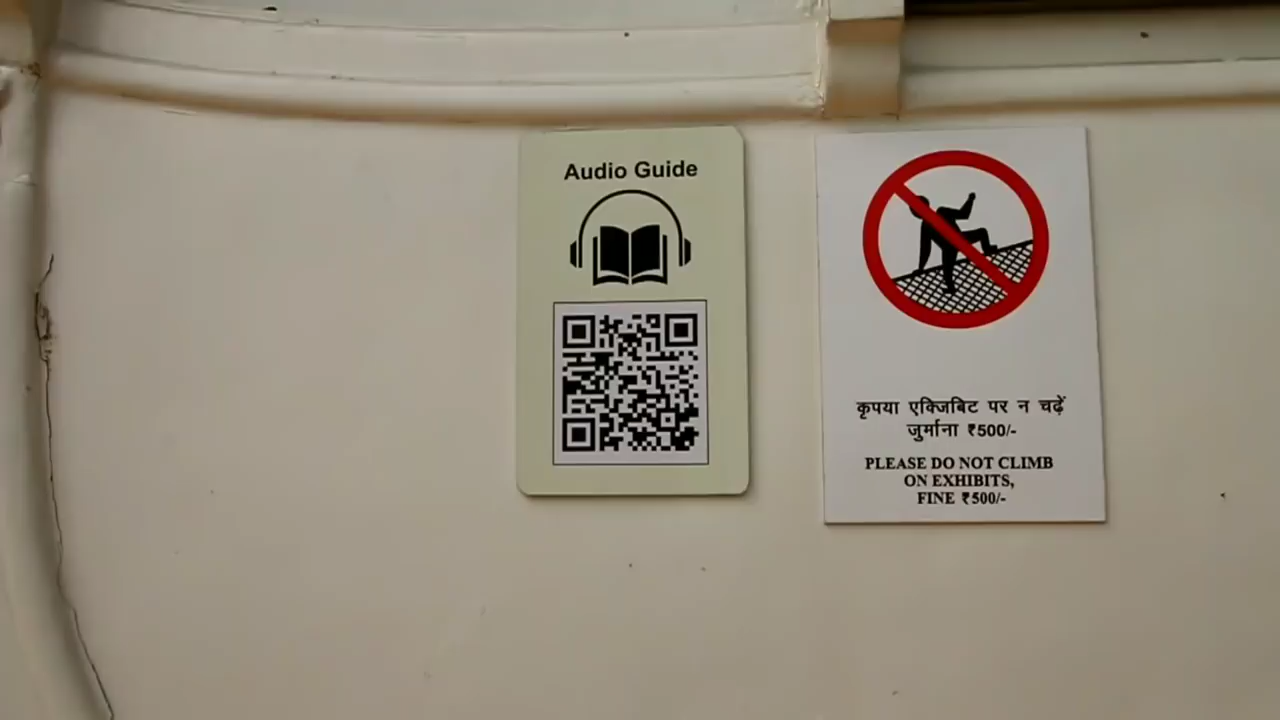 Audio Guide
कृपया एक्जिबिट पर न चढ़ें
जुर्माना ₹500/-
PLEASE DO NOT CLIMB
ON EXHIBITS,
FINE ₹500/-